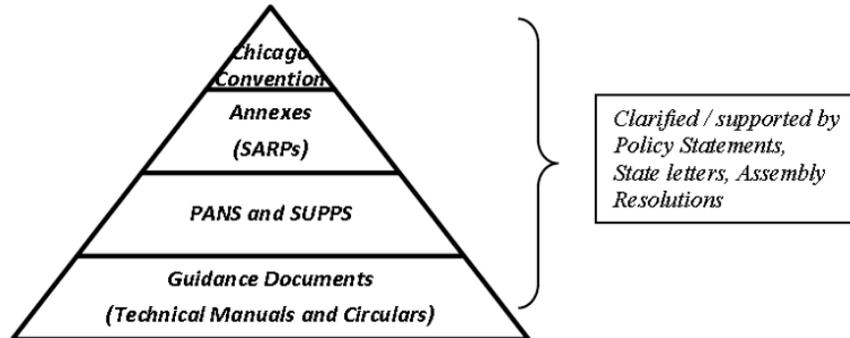 Chicago
Convention
Annexes
(SARPs)
PANS and SUPPS
Guidance Documents
(Technical Manuals and Circulars)
Clarified / supported by
Policy Statements,
State letters, Assembly
Resolutions